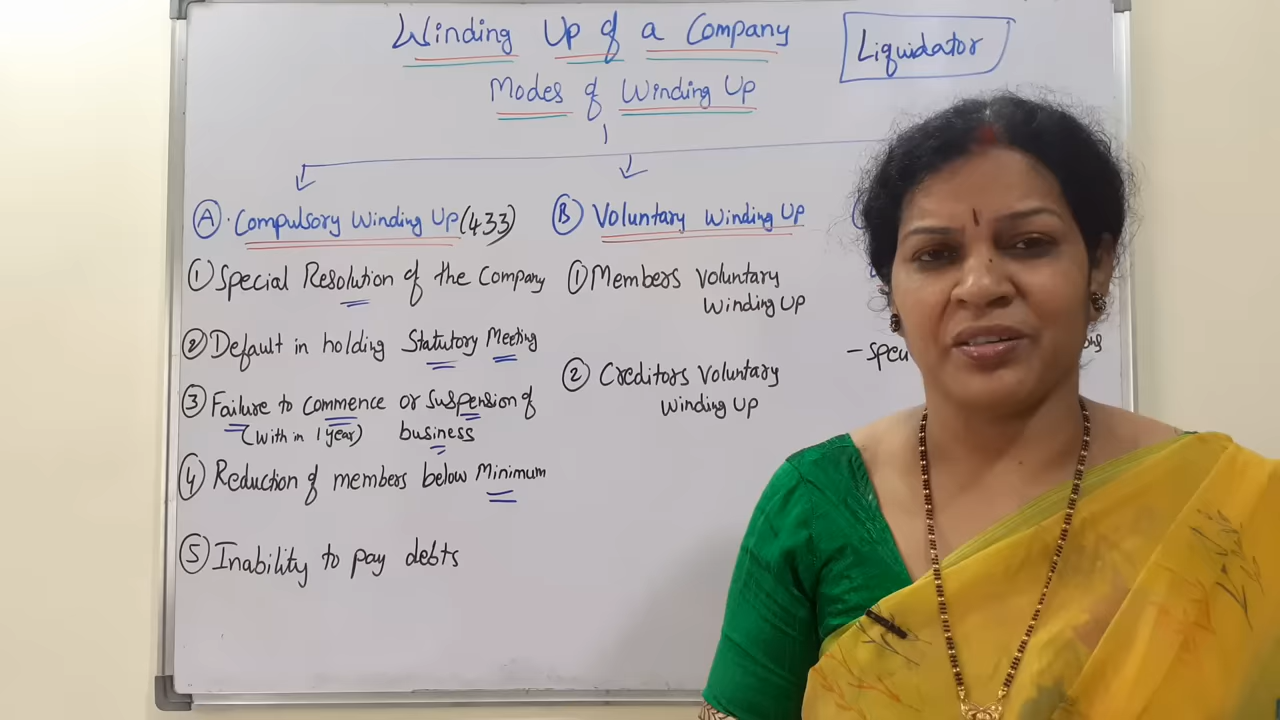 Winding Up of a Company
Liquidator
Modes of Winding Up
A. Compulsory Winding Up (433)
1 Special Resolution of the Company
2 Default in holding Statutory Meeting
3 Failure to commence or suspension of
(with in 1 year) business
4 Reduction of members below Minimum
5 Inability to pay debts
B Voluntary Winding Up
1 Members Voluntary
Winding Up
2 Creditors Voluntary
Winding Up